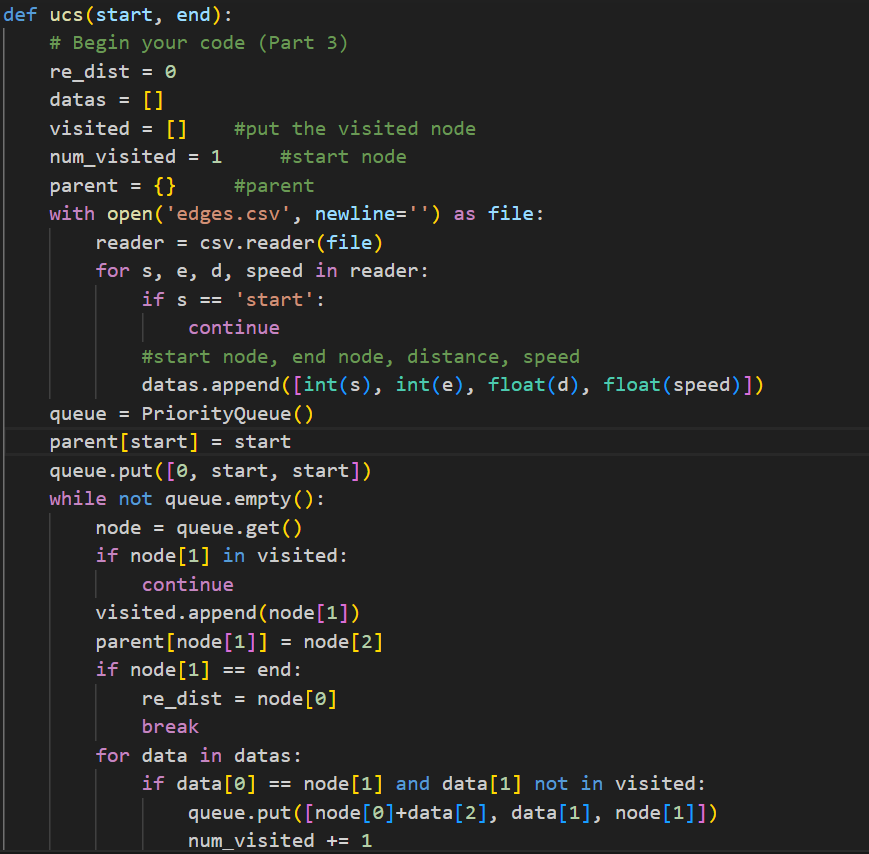 def ucs(start, end):
    # Begin your code (Part 3)
    re_dist = 0
    datas = []
    visited = []    #put the visited node
    num_visited = 1     #start node
    parent = {}     #parent
    with open('edges.csv', newline='') as file:
        reader = csv.reader(file)
        for s, e, d, speed in reader:
            if s == 'start':
                continue
            #start node, end node, distance, speed
            datas.append([int(s), int(e), float(d), float(speed)])
    queue = PriorityQueue()
    parent[start] = start
    queue.put([0, start, start])
    while not queue.empty():
        node = queue.get()
        if node[1] in visited:
            continue
        visited.append(node[1])
        parent[node[1]] = node[2]
        if node[1] == end:
            re_dist = node[0]
            break
        for data in datas:
            if data[0] == node[1] and data[1] not in visited:
                queue.put([node[0]+data[2], data[1], node[1]])
                num_visited += 1